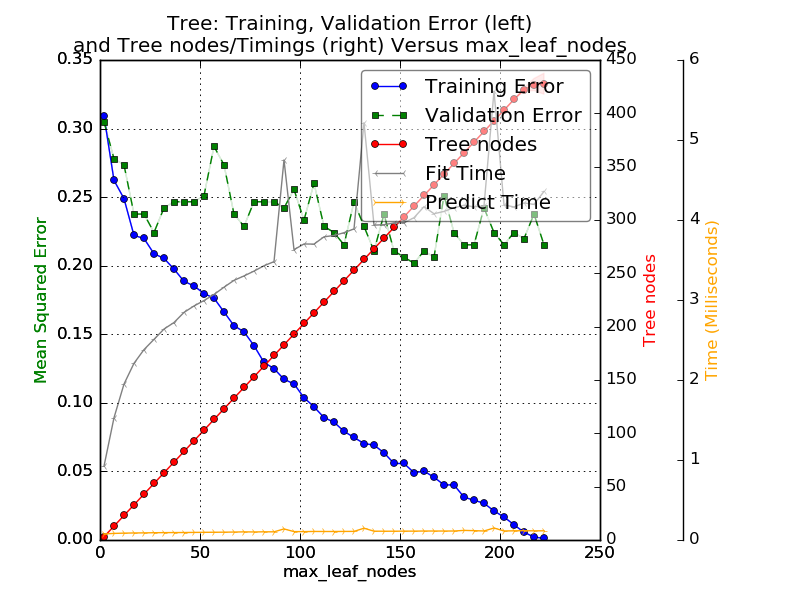 Tree: Training, Validation Error (left)
and Tree nodes/Timings (right) Versus max_leaf_nodes
Training Error
Validation Error
Tree nodes
Fit Time
Predict Time
Mean Squared Error
0.35
0.30
0.25
0.20
0.15
0.10
0.05
0.00
0
50
100
150
200
250
max_leaf_nodes
450
400
350
300
250
200
150
100
50
0
Tree nodes
6
5
4
3
2
1
0
Time (Milliseconds)